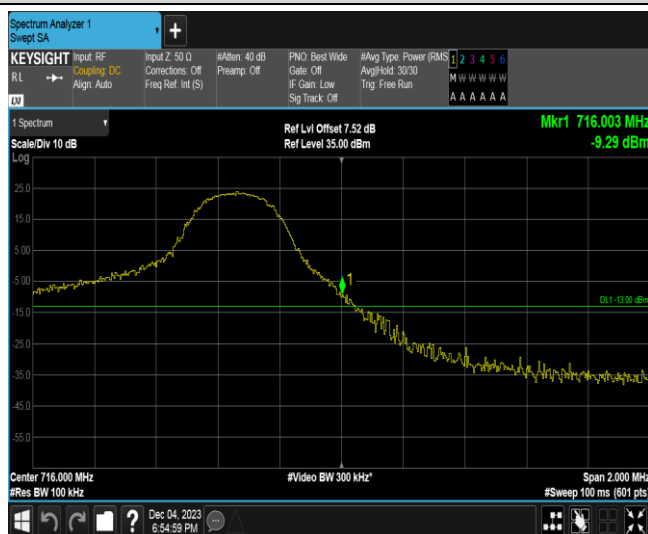 Spectrum Analyzer 1
Swept SA
+
KEYSIGHT
RL
Input: RF
Coupling: DC
Align: Auto
Input Z: 50 Ω
Corrections: Off
Freq Ref: Int (S)
#Atten: 40 dB
Preamp: Off
PNO: Best Wide
Gate: Off
IF Gain: Low
Sig Track: Off
#Avg Type: Power (RMS
Avg|Hold: 30/30
Trig: Free Run
1 2 3 4 5 6
M W W W W W
A A A A A A
LXI
1 Spectrum
Scale/Div 10 dB
Ref Lvl Offset 7.52 dB
Ref Level 35.00 dBm
Mkr1 716.003 MHz
-9.29 dBm
Log
25.0
15.0
5.00
-5.00
-15.0
-25.0
-35.0
-45.0
-55.0
1
DL1 -13.00 dBm
Center 716.000 MHz
#Res BW 100 kHz
#Video BW 300 kHz*
Span 2.000 MHz
#Sweep 100 ms (601 pts)
?
Dec 04, 2023
6:54:59 PM